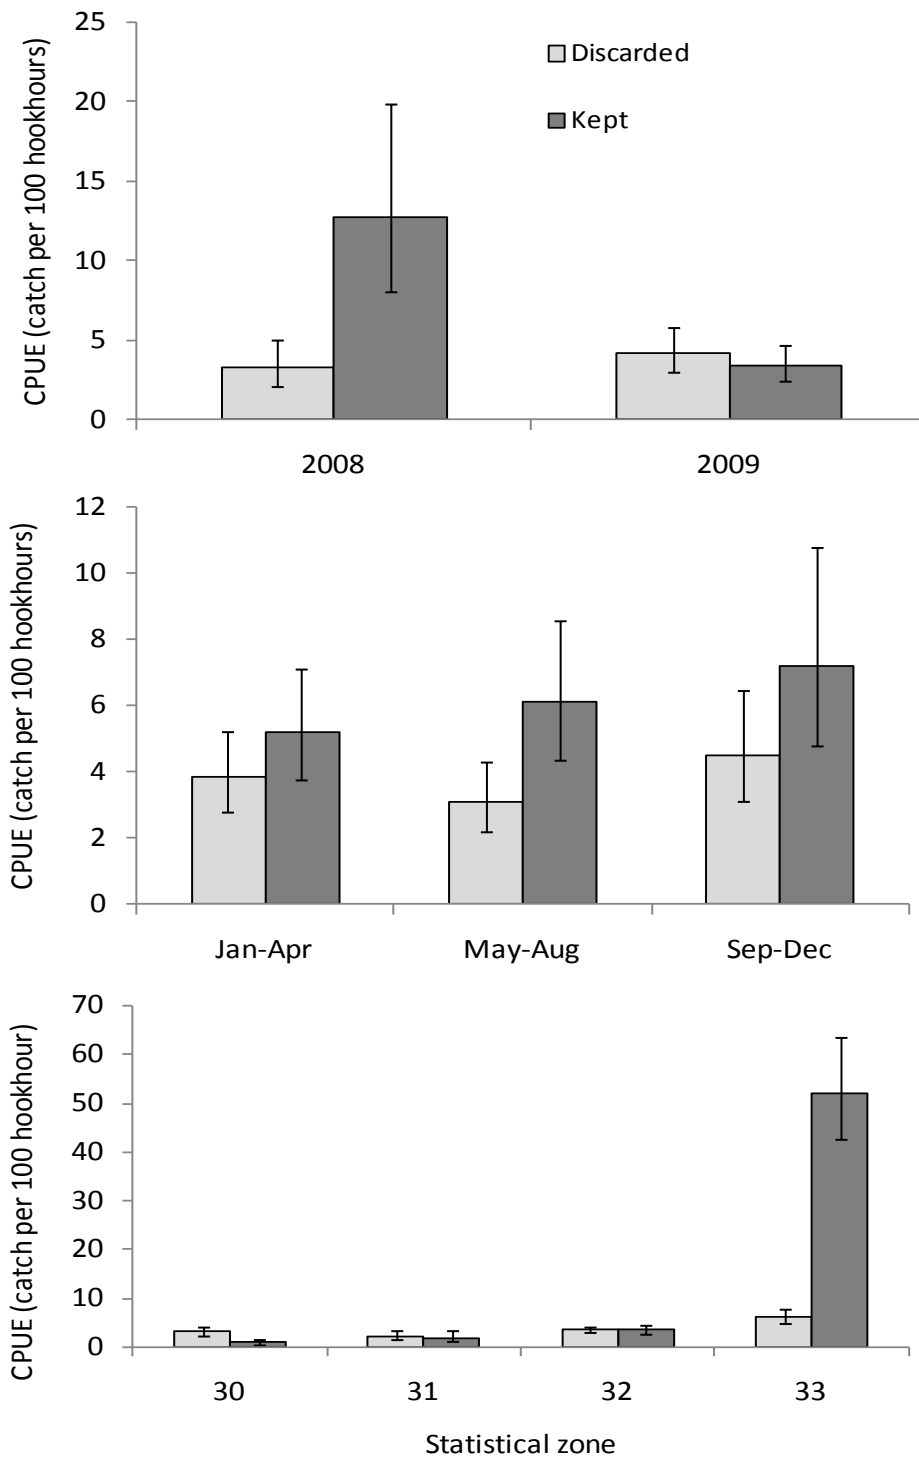 CPUE (catch per 100 hookhours)
25
20
15
10
5
0
Discarded
Kept
2008 2009
CPUE (catch per 100 hookhours)
12
10
8
6
4
2
0
Jan-Apr May-Aug Sep-Dec
CPUE (catch per 100 hookhour)
70
60
50
40
30
20
10
0
30 31 32 33
Statistical zone